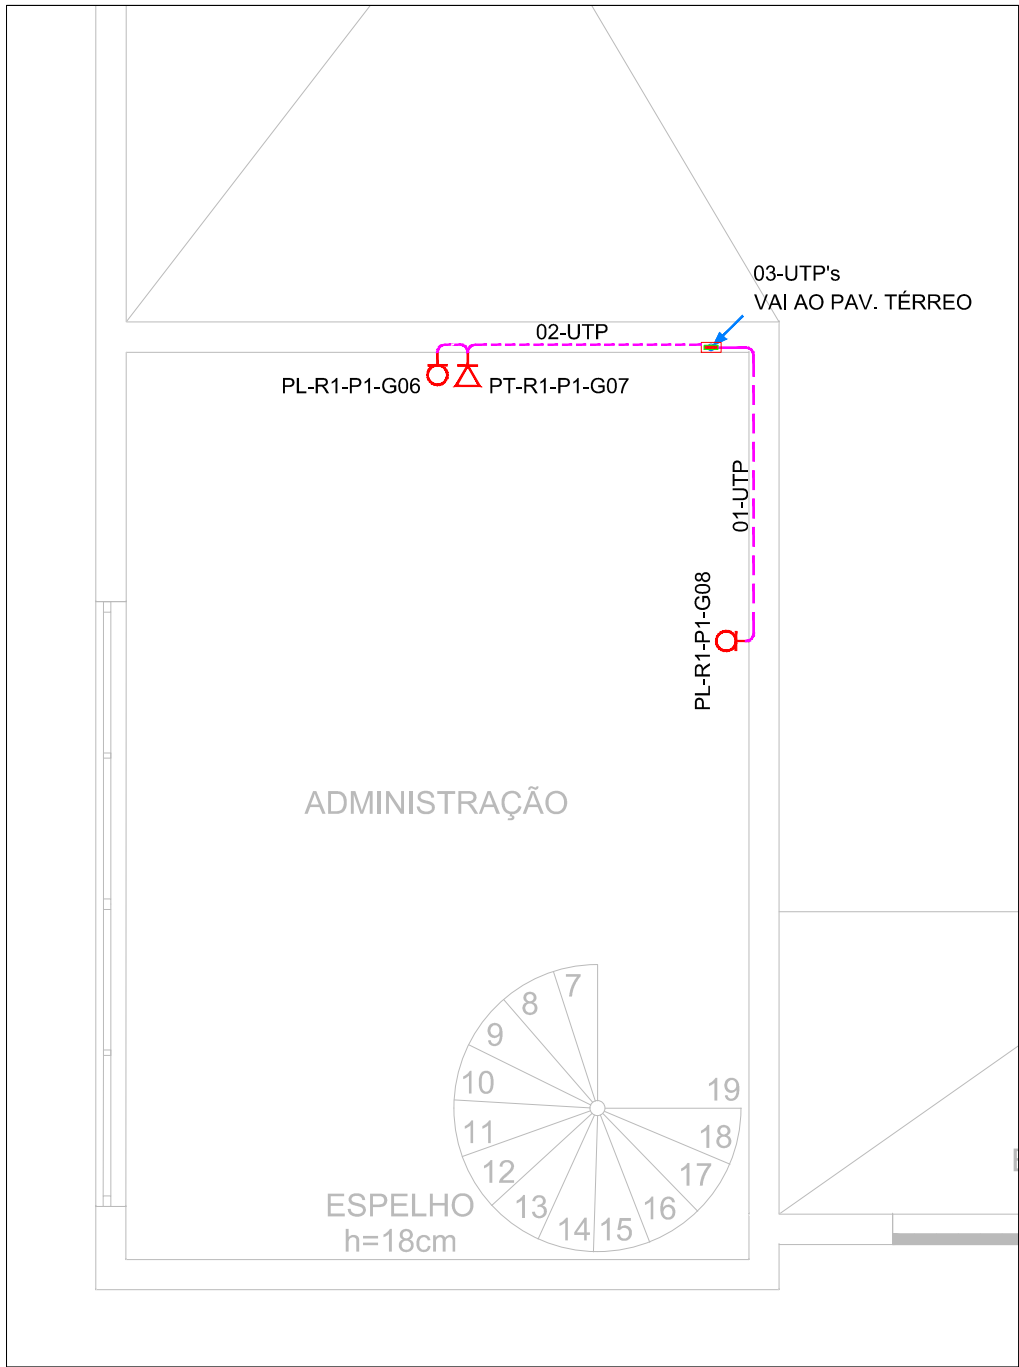 03-UTP's
VAI AO PAV. TÉRREO
02-UTP
PL-R1-P1-G06
PT-R1-P1-G07
01-UTP
PL-R1-P1-G08
ADMINISTRAÇÃO
7
8
9
10
11
12
13
14
15
16
17
18
19
ESPELHO
h=18cm